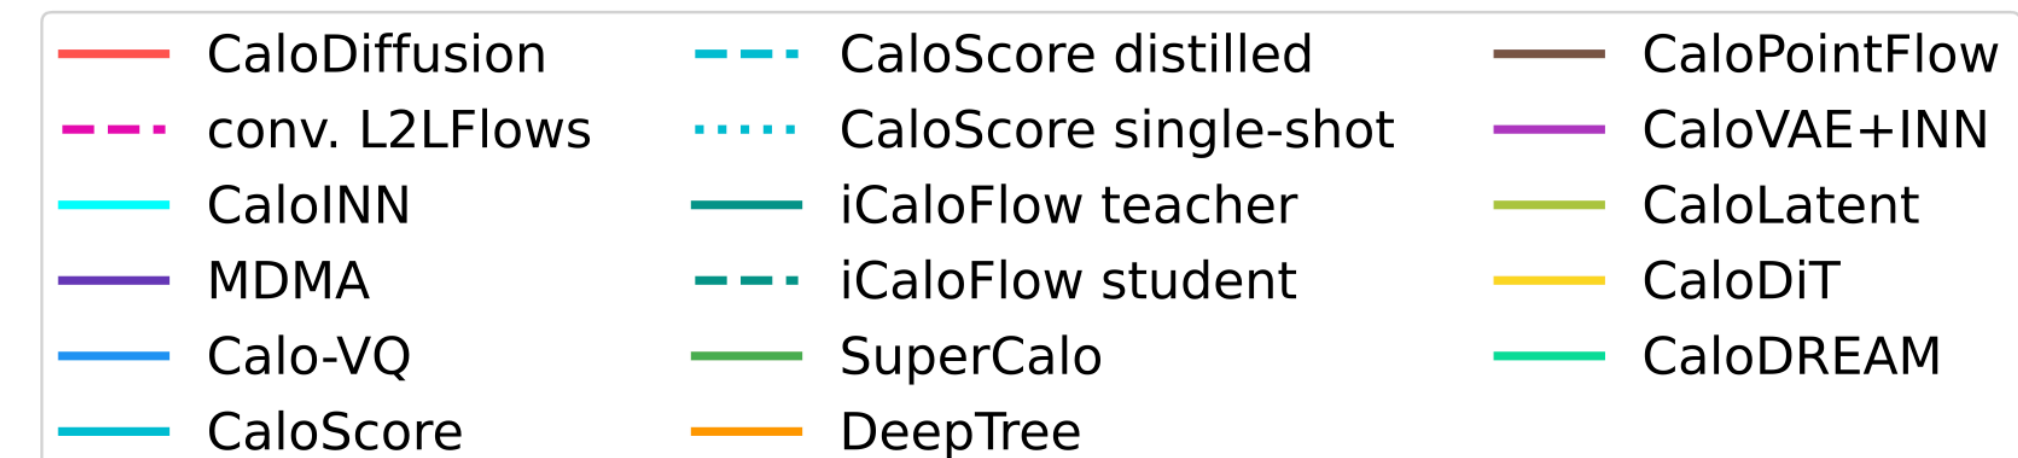 CaloDiffusion
conv. L2LFlows
CaloINN
MDMA
Calo-VQ
CaloScore
CaloScore distilled
CaloScore single-shot
iCaloFlow teacher
iCaloFlow student
SuperCalo
DeepTree
CaloPointFlow
CaloVAE+INN
CaloLatent
CaloDiT
CaloDREAM